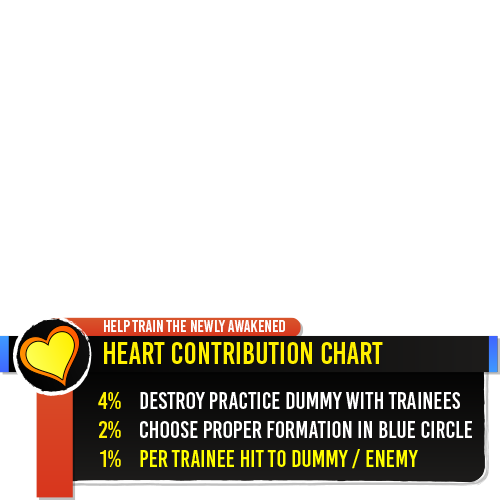 HELP TRAIN THE NEWLY AWAKENED
HEART CONTRIBUTION CHART
4% DESTROY PRACTICE DUMMY WITH TRAINEES
2% CHOOSE PROPER FORMATION IN BLUE CIRCLE
1% PER TRAINEE HIT TO DUMMY / ENEMY